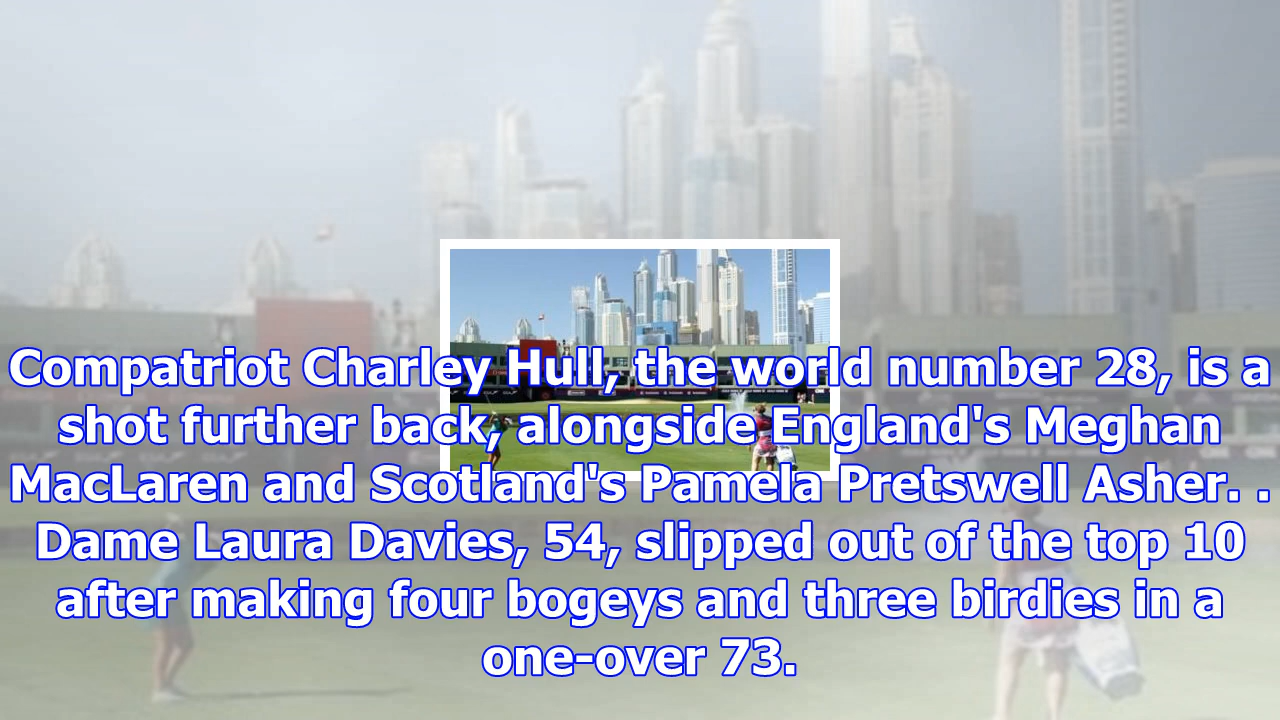 Compatriot Charley Hull, the world number 28, is a
shot further back, alongside England's Meghan
MacLaren and Scotland's Pamela Pretswell Asher. .
Dame Laura Davies, 54, slipped out of the top 10
after making four bogeys and three birdies in a
one-over 73.